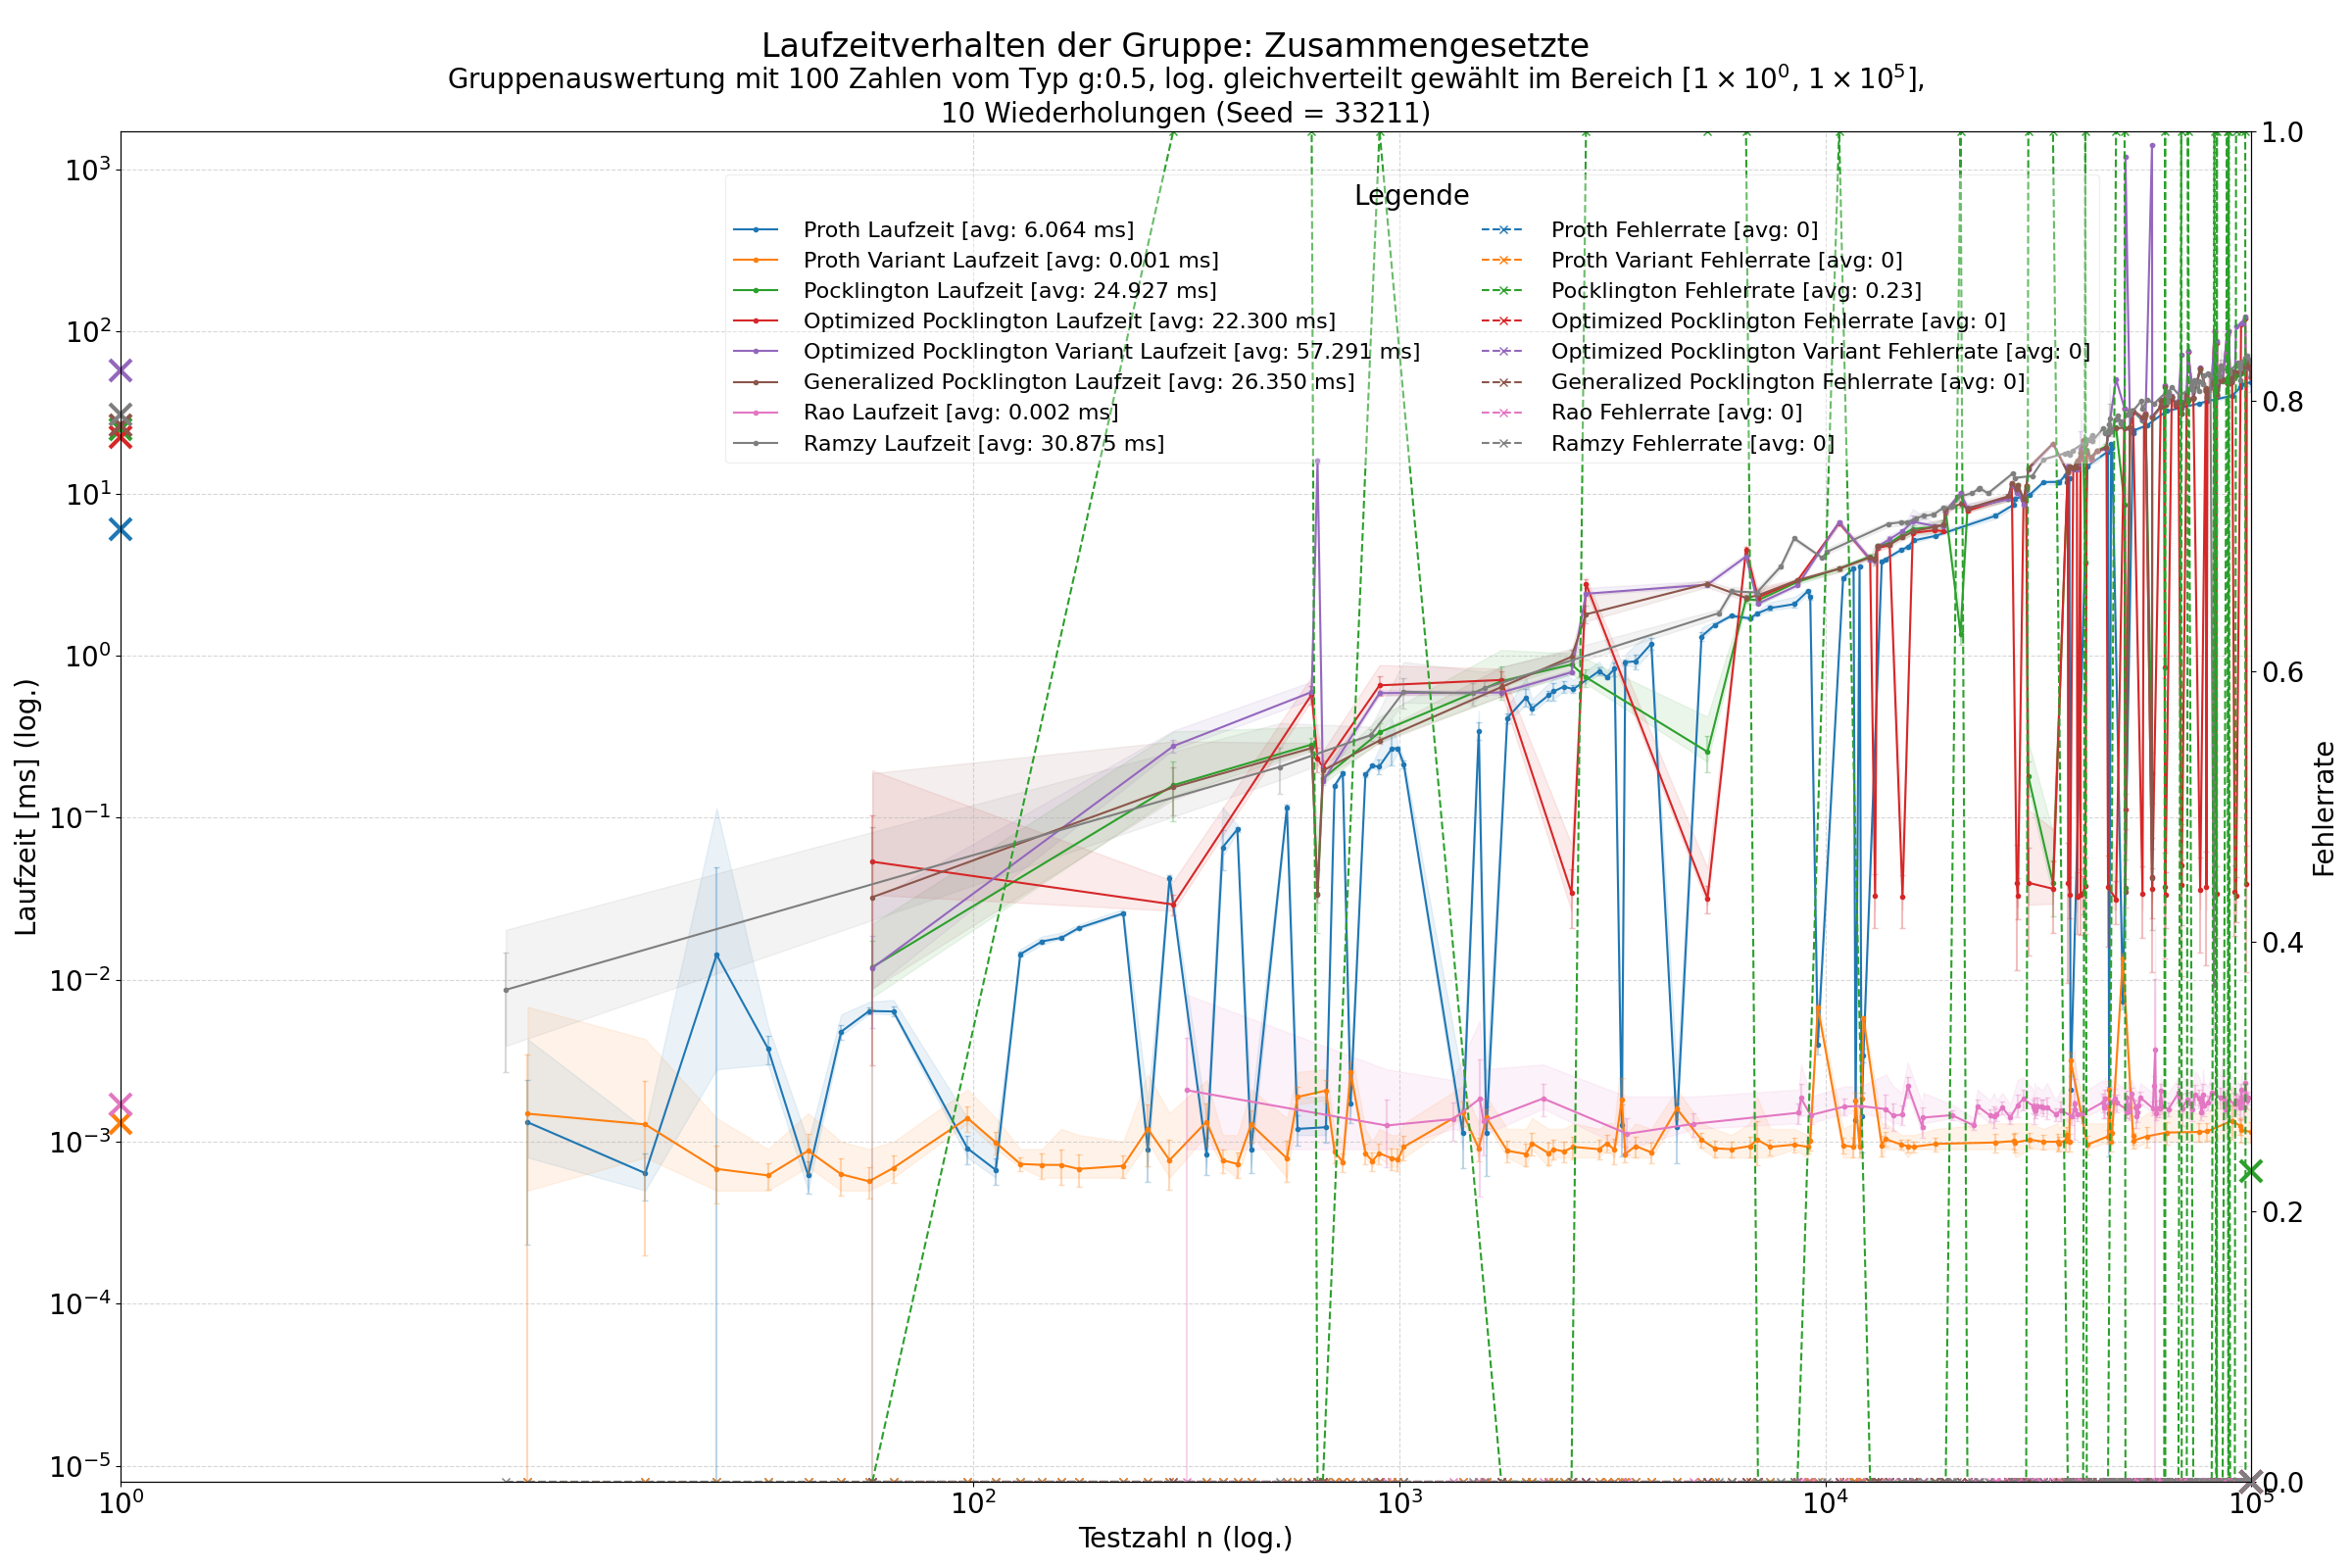 Laufzeitverhalten der Gruppe: Zusammengesetzte
Gruppenauswertung mit 100 Zahlen vom Typ g:0.5, log. gleichverteilt gewählt im Bereich [1 × 10⁰, 1 × 10⁵],
10 Wiederholungen (Seed = 33211)
Legende
Proth Laufzeit [avg: 6.064 ms]
Proth Variant Laufzeit [avg: 0.001 ms]
Pocklington Laufzeit [avg: 24.927 ms]
Optimized Pocklington Laufzeit [avg: 22.300 ms]
Optimized Pocklington Variant Laufzeit [avg: 57.291 ms]
Generalized Pocklington Laufzeit [avg: 26.350 ms]
Rao Laufzeit [avg: 0.002 ms]
Ramzy Laufzeit [avg: 30.875 ms]
Proth Fehlerrate [avg: 0]
Proth Variant Fehlerrate [avg: 0]
Pocklington Fehlerrate [avg: 0.23]
Optimized Pocklington Fehlerrate [avg: 0]
Optimized Pocklington Variant Fehlerrate [avg: 0]
Generalized Pocklington Fehlerrate [avg: 0]
Rao Fehlerrate [avg: 0]
Ramzy Fehlerrate [avg: 0]
Laufzeit [ms] (log.)
10³
10²
10¹
10⁰
10⁻¹
10⁻²
10⁻³
10⁻⁴
10⁻⁵
10⁰
10²
10³
10⁴
10⁵
Testzahl n (log.)
1.0
0.8
0.6
0.4
0.2
0.0
Fehlerrate